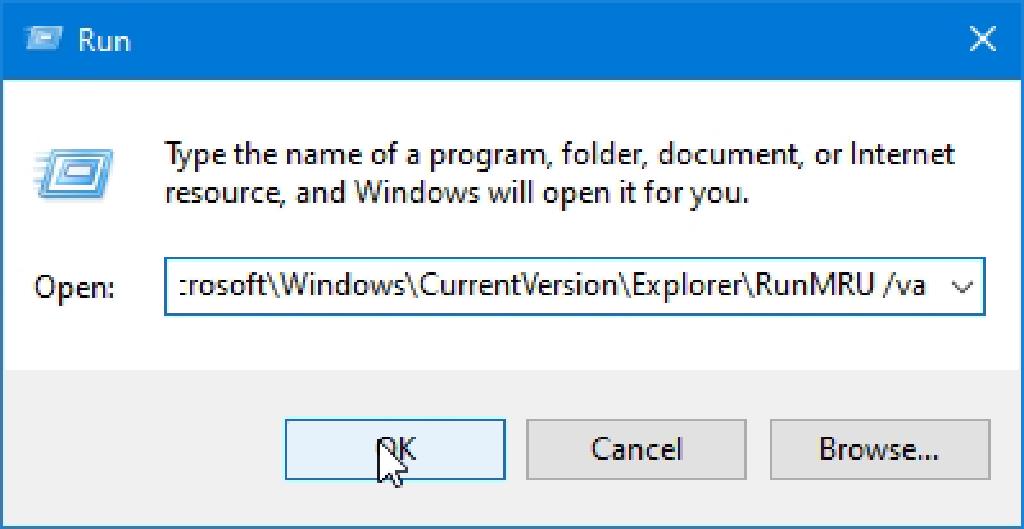 Run
Type the name of a program, folder, document, or Internet
resource, and Windows will open it for you.
Open:
crosoft\Windows\CurrentVersion\Explorer\RunMRU /va
OK
Cancel
Browse...